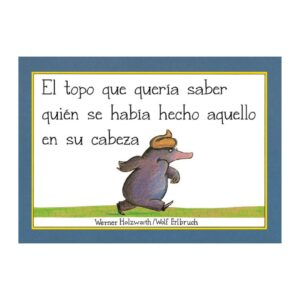 El topo que quería saber
quién se había hecho aquello
en su cabeza
Werner Holzwarth/Wolf Erlbruch